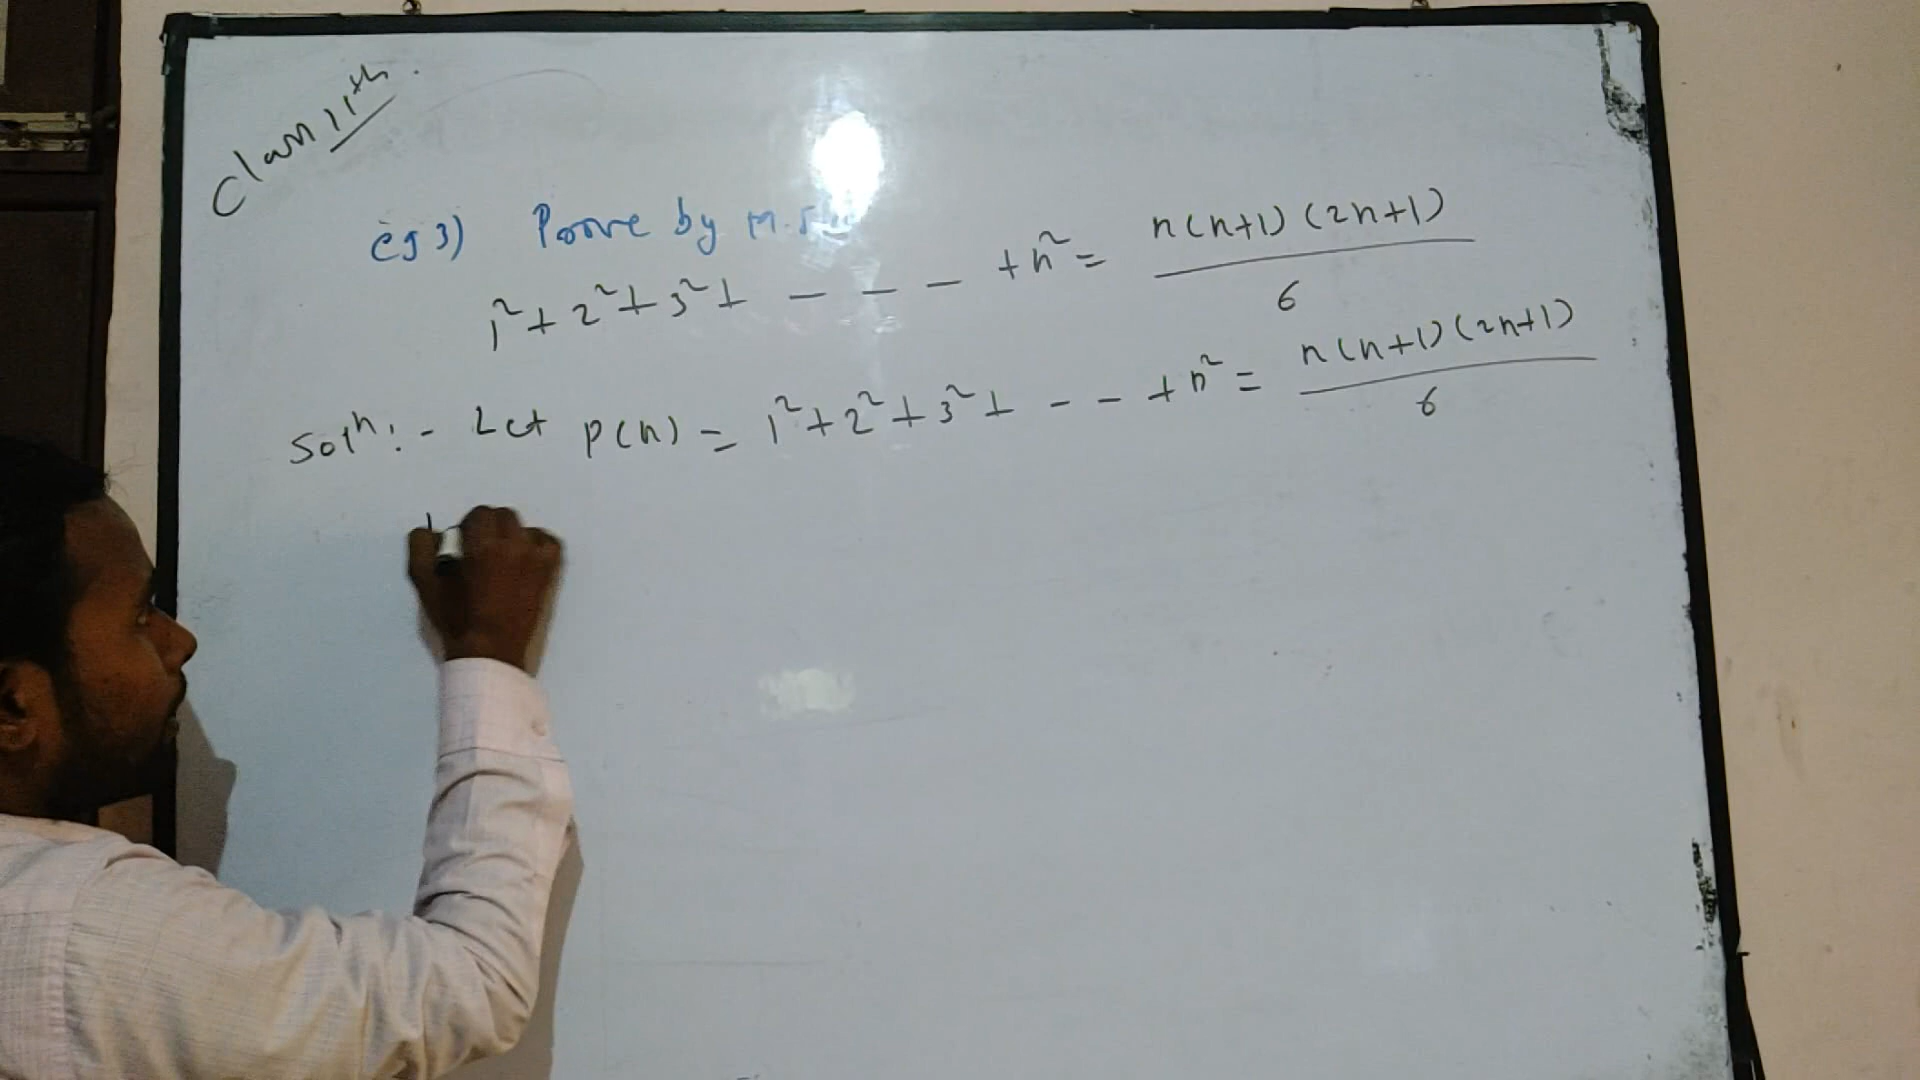 Class 11th.
eg 3) Prove by M.I
1² + 2² + 3² + - - - + n² = n(n+1)(2n+1) / 6
Solⁿ:- Let P(n) = 1² + 2² + 3² + - - + n² = n(n+1)(2n+1) / 6